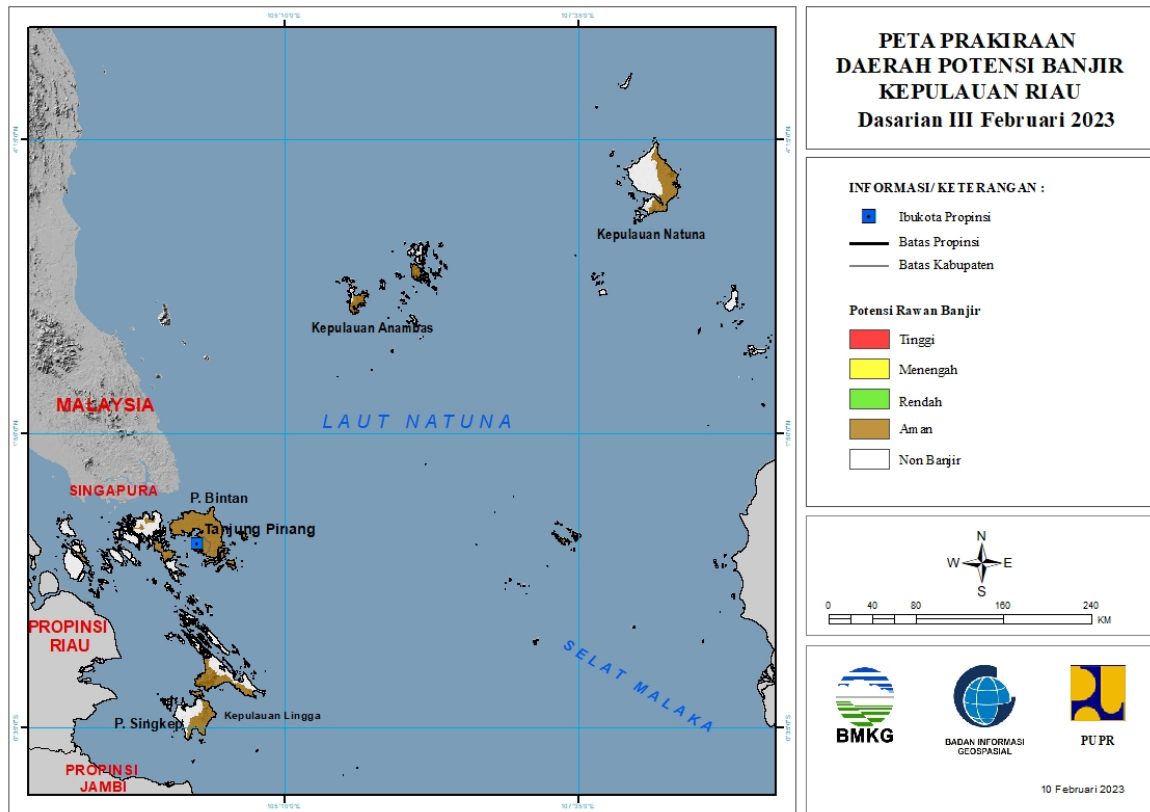 PETA PRAKIRAAN
DAERAH POTENSI BANJIR
KEPULAUAN RIAU
Dasarian III Februari 2023
INFORMASI/ KETERANGAN :
Ibukota Propinsi
Batas Propinsi
Batas Kabupaten
Potensi Rawan Banjir
Tinggi
Menengah
Rendah
Aman
Non Banjir
N
W E
S
0 40 80 160 240
KM
BMKG
BADAN INFORMASI
GEOSPASIAL
PUPR
10 Februari 2023
Kepulauan Natuna
Kepulauan Anambas
MALAYSIA
LAUT NATUNA
SINGAPURA
P. Bintan
Tanjung Pinang
PROPINSI
RIAU
SELAT MALAKA
P. Singkep
Kepulauan Lingga
PROPINSI
JAMBI